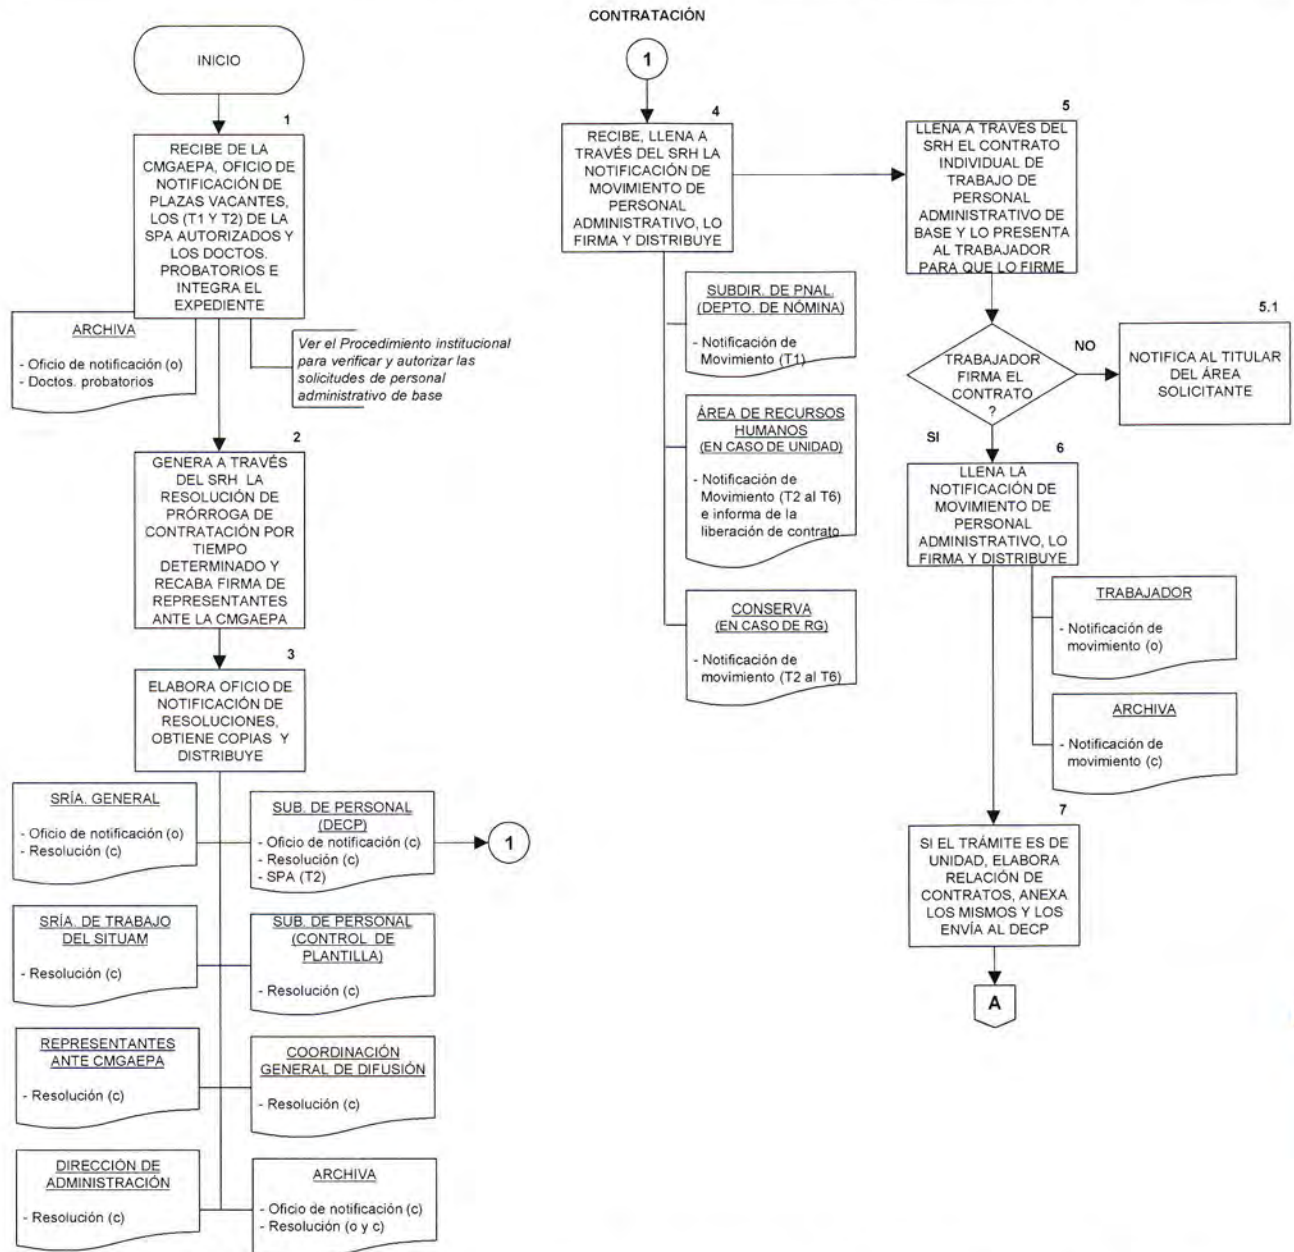 INICIO
1
RECIBE DE LA
CMGAEPA, OFICIO DE
NOTIFICACIÓN DE
PLAZAS VACANTES,
LOS (T1 Y T2) DE LA
SPA AUTORIZADOS Y
LOS DOCTOS.
PROBATORIOS E
INTEGRA EL
EXPEDIENTE
ARCHIVA
- Oficio de notificación (o)
- Doctos. probatorios
Ver el Procedimiento institucional
para verificar y autorizar las
solicitudes de personal
administrativo de base
2
GENERA A TRAVÉS
DEL SRH LA
RESOLUCIÓN DE
PRÓRROGA DE
CONTRATACIÓN POR
TIEMPO
DETERMINADO Y
RECABA FIRMA DE
REPRESENTANTES
ANTE LA CMGAEPA
3
ELABORA OFICIO DE
NOTIFICACIÓN DE
RESOLUCIONES,
OBTIENE COPIAS Y
DISTRIBUYE
SRÍA. GENERAL
- Oficio de notificación (o)
- Resolución (c)
SUB. DE PERSONAL
(DECP)
- Oficio de notificación (c)
- Resolución (c)
- SPA (T2)
1
SRÍA. DE TRABAJO
DEL SITUAM
- Resolución (c)
SUB. DE PERSONAL
(CONTROL DE
PLANTILLA)
- Resolución (c)
REPRESENTANTES
ANTE CMGAEPA
- Resolución (c)
COORDINACIÓN
GENERAL DE DIFUSIÓN
- Resolución (c)
DIRECCIÓN DE
ADMINISTRACIÓN
- Resolución (c)
ARCHIVA
- Oficio de notificación (c)
- Resolución (o y c)
CONTRATACIÓN
1
4
RECIBE, LLENA A
TRAVÉS DEL SRH LA
NOTIFICACIÓN DE
MOVIMIENTO DE
PERSONAL
ADMINISTRATIVO, LO
FIRMA Y DISTRIBUYE
SUBDIR. DE PNAL.
(DEPTO. DE NÓMINA)
- Notificación de
Movimiento (T1)
ÁREA DE RECURSOS
HUMANOS
(EN CASO DE UNIDAD)
- Notificación de
Movimiento (T2 al T6)
e informa de la
liberación de contrato
CONSERVA
(EN CASO DE RG)
- Notificación de
movimiento (T2 al T6)
5
LLENA A TRAVÉS DEL
SRH EL CONTRATO
INDIVIDUAL DE
TRABAJO DE
PERSONAL
ADMINISTRATIVO DE
BASE Y LO PRESENTA
AL TRABAJADOR
PARA QUE LO FIRME
TRABAJADOR
FIRMA EL
CONTRATO
?
NO
5.1
NOTIFICA AL TITULAR
DEL ÁREA
SOLICITANTE
SI
6
LLENA LA
NOTIFICACIÓN DE
MOVIMIENTO DE
PERSONAL
ADMINISTRATIVO, LO
FIRMA Y DISTRIBUYE
TRABAJADOR
- Notificación de
movimiento (o)
ARCHIVA
- Notificación de
movimiento (c)
7
SI EL TRÁMITE ES DE
UNIDAD, ELABORA
RELACIÓN DE
CONTRATOS, ANEXA
LOS MISMOS Y LOS
ENVÍA AL DECP
A